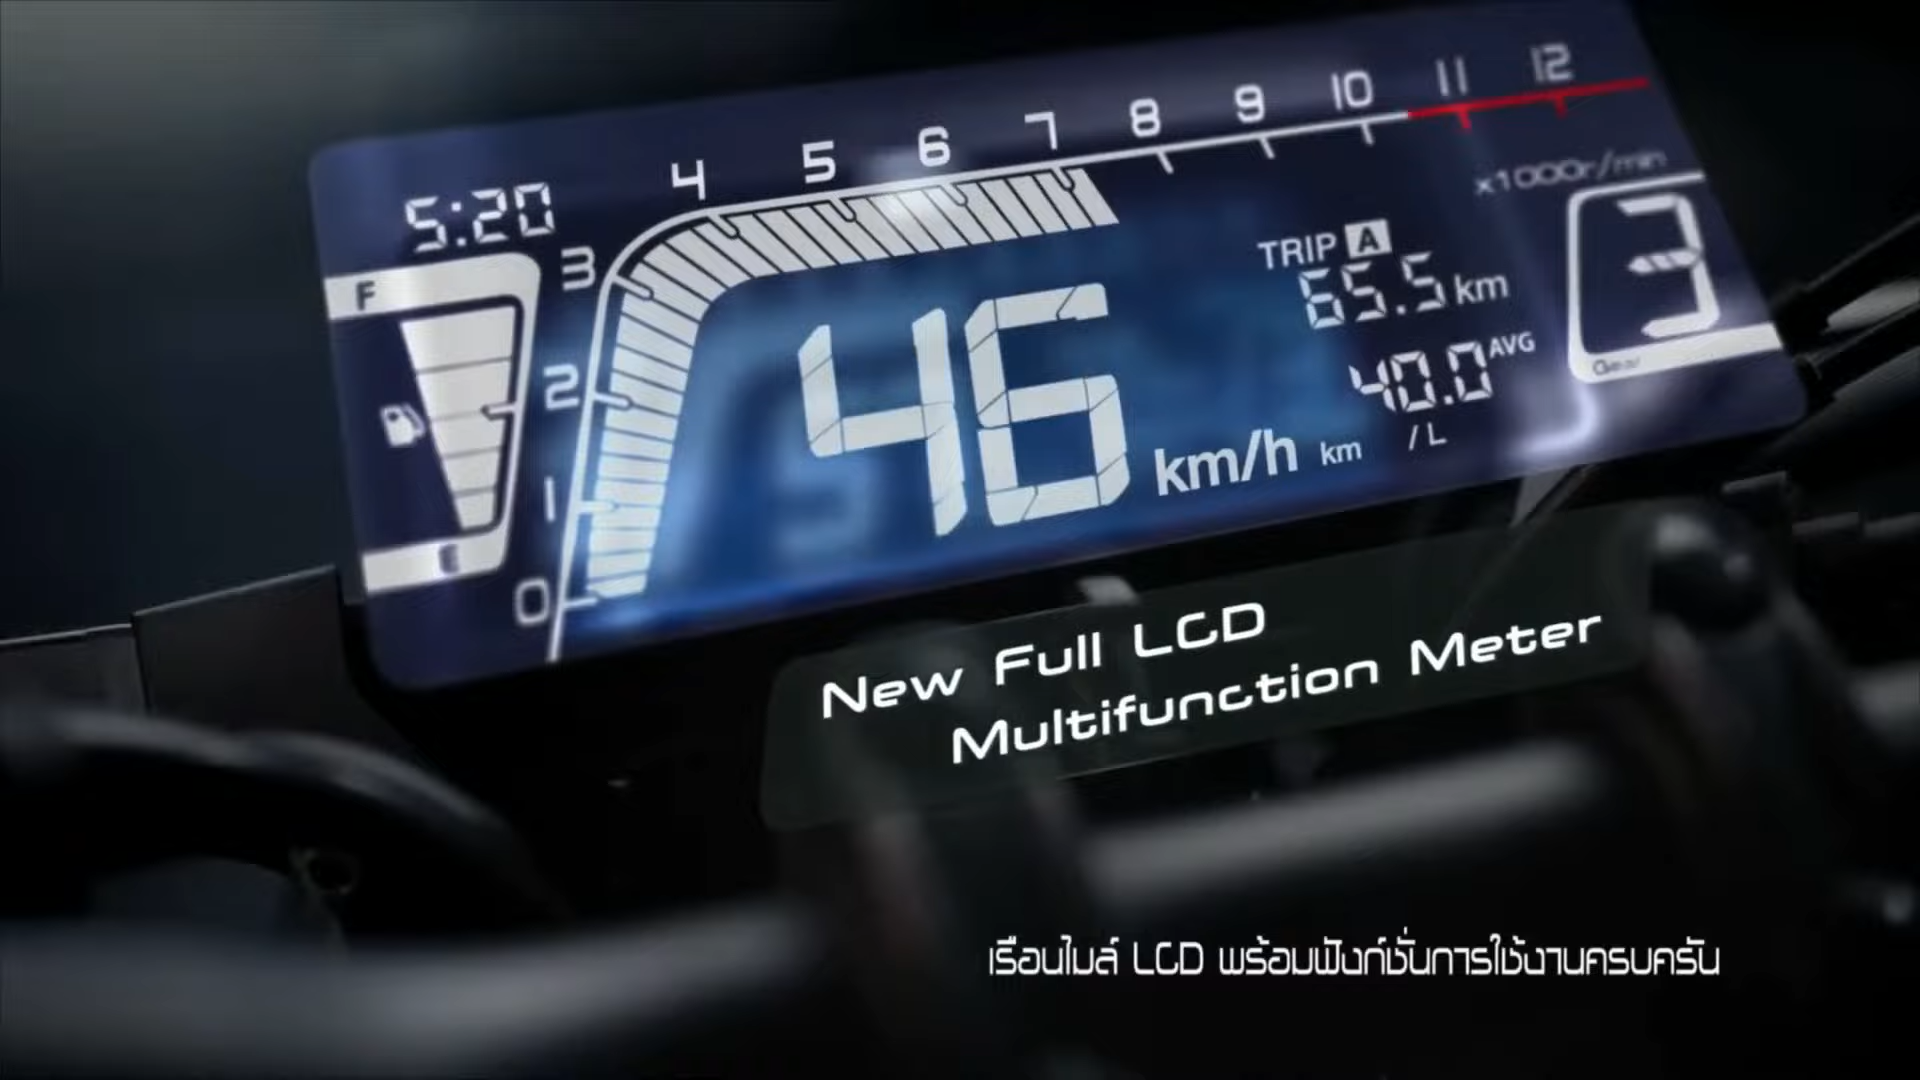 4 5 6 7 8 9 10 11 12
x1000r/min
5:20
3
F
TRIP A
65.5 km
3
2
46 km/h
40.0 AVG
km / L
Gear
1
E
0
New Full LCD
Multifunction Meter
เรือนไมล์ LCD พร้อมฟังก์ชั่นการใช้งานครบครัน